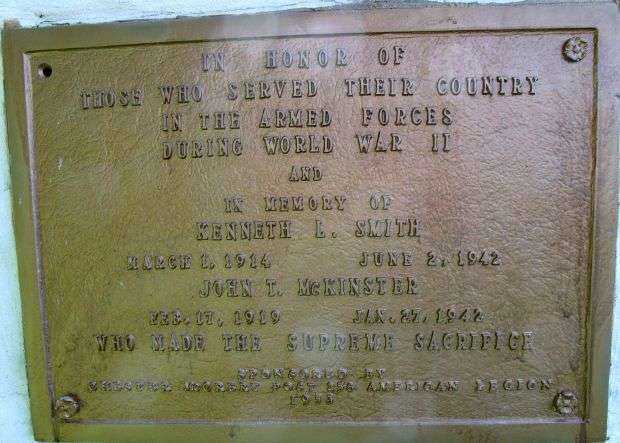 IN HONOR OF
THOSE WHO SERVED THEIR COUNTRY
IN THE ARMED FORCES
DURING WORLD WAR II
AND
IN MEMORY OF
KENNETH L. SMITH
MARCH 1, 1914 JUNE 2, 1942
JOHN T. McKINSTER
FEB. 17, 1919 JAN. 27, 1942
WHO MADE THE SUPREME SACRIFICE
SPONSORED BY
POST AMERICAN LEGION